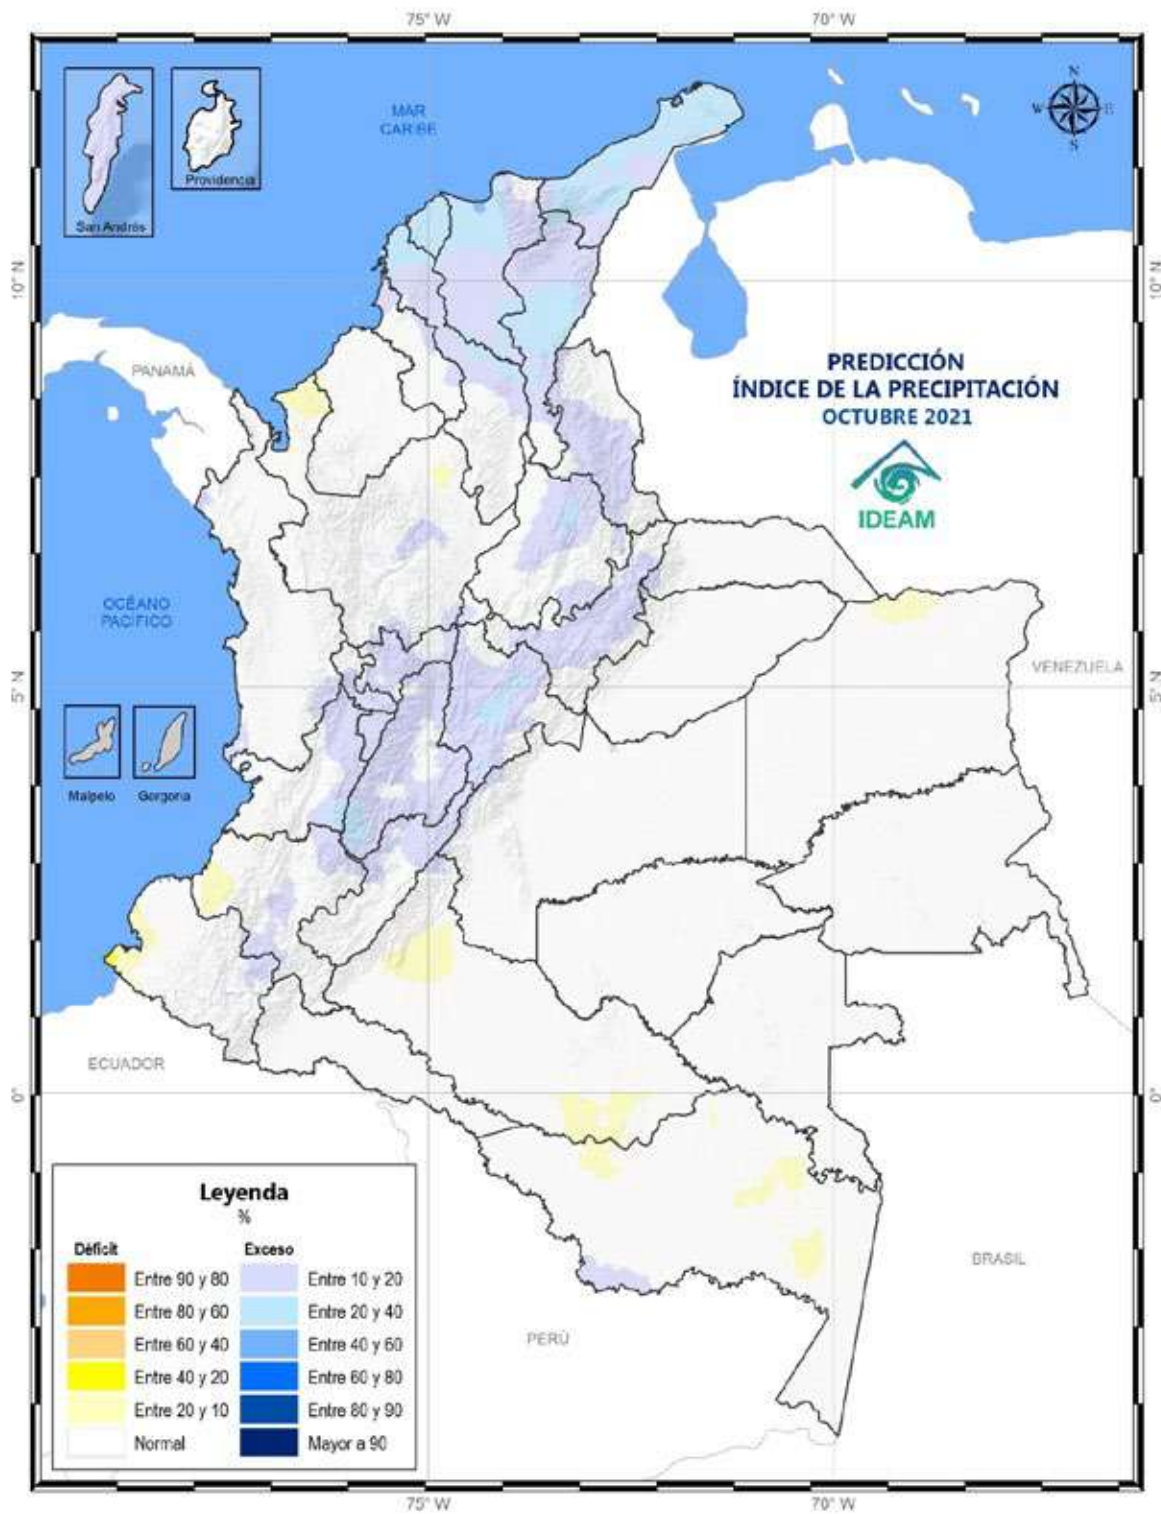 75° W
70° W
MAR
CARIBE
N
W
E
S
Providencia
San Andrés
10° N
10° N
PANAMÁ
PREDICCIÓN
ÍNDICE DE LA PRECIPITACIÓN
OCTUBRE 2021
IDEAM
OCÉANO
PACÍFICO
VENEZUELA
5° N
5° N
Malpelo
Gorgona
ECUADOR
0°
0°
Leyenda
%
Déficit
Exceso
Entre 90 y 80
Entre 10 y 20
Entre 80 y 60
Entre 20 y 40
Entre 60 y 40
Entre 40 y 60
Entre 40 y 20
Entre 60 y 80
Entre 20 y 10
Entre 80 y 90
Normal
Mayor a 90
BRASIL
PERÚ
75° W
70° W